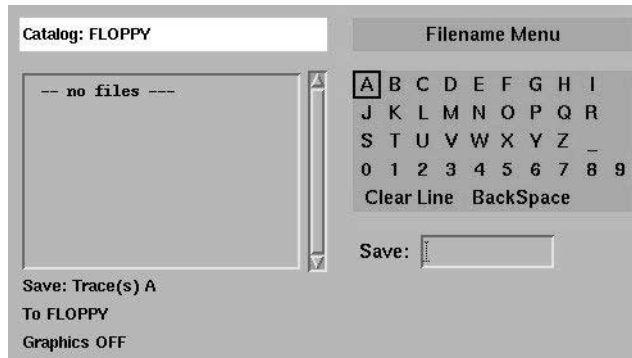 Catalog: FLOPPY
-- no files ---
Save: Trace(s) A
To FLOPPY
Graphics OFF
Filename Menu
A B C D E F G H I
J K L M N O P Q R
S T U V W X Y Z _
0 1 2 3 4 5 6 7 8 9
Clear Line BackSpace
Save: